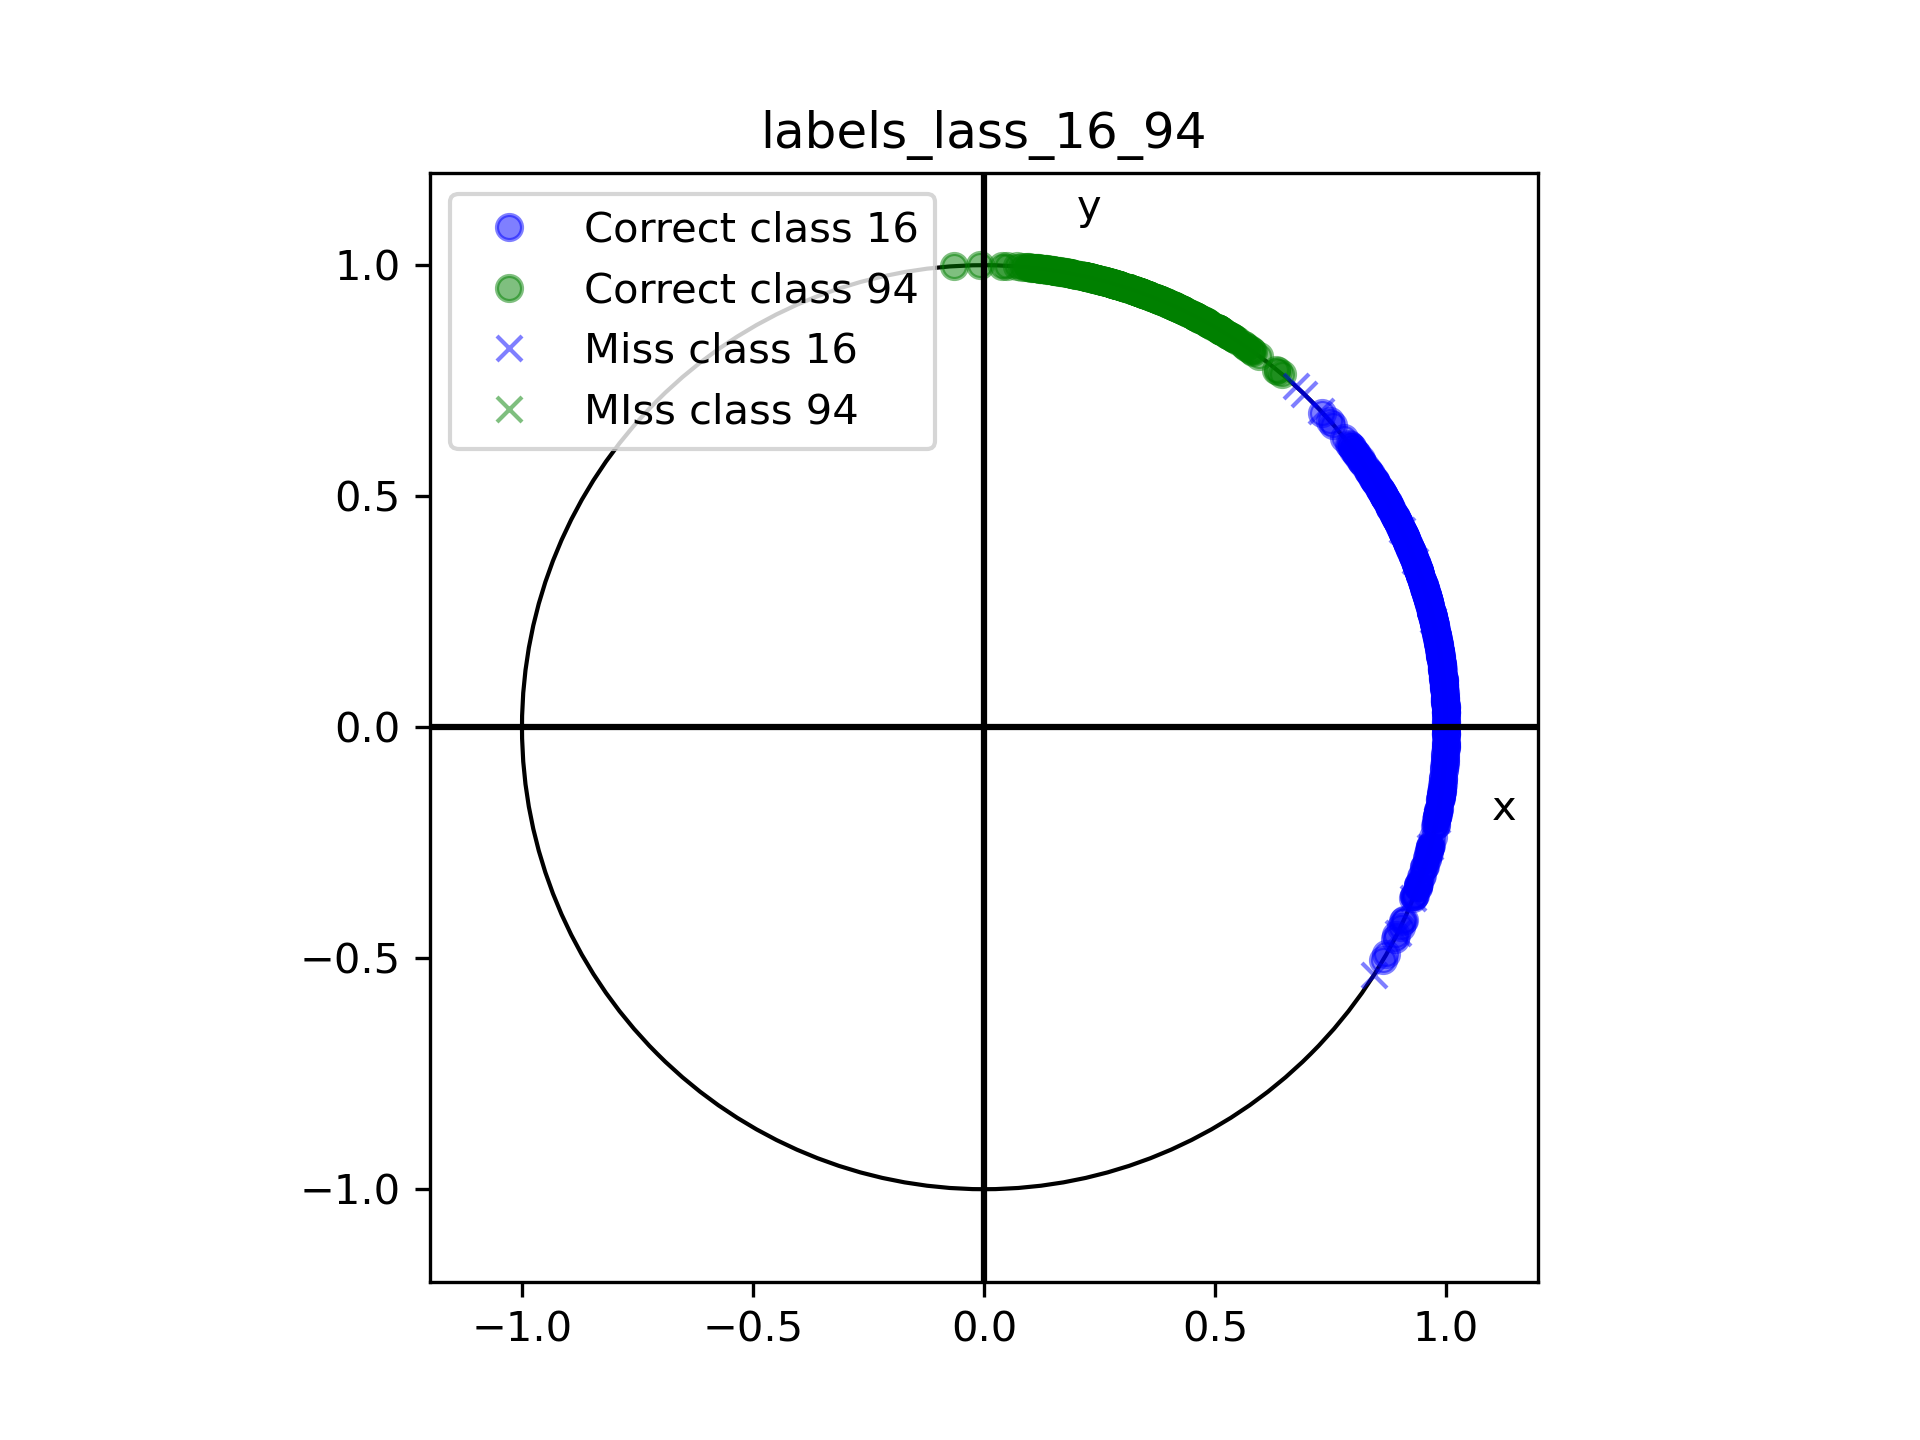 labels_lass_16_94
Correct class 16
Correct class 94
Miss class 16
MIss class 94
y
x
1.0
0.5
0.0
−0.5
−1.0
−1.0 −0.5 0.0 0.5 1.0